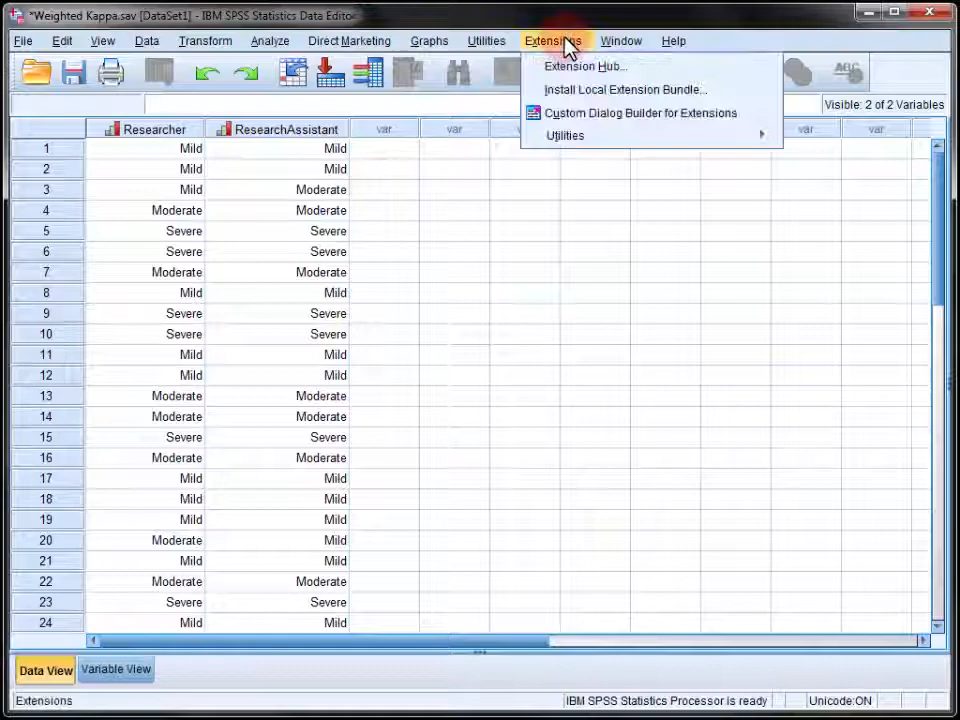 *Weighted Kappa.sav [DataSet1] - IBM SPSS Statistics Data Editor
File Edit View Data Transform Analyze Direct Marketing Graphs Utilities Extensions Window Help
Extension Hub...
Install Local Extension Bundle...
Custom Dialog Builder for Extensions
Utilities
Visible: 2 of 2 Variables
Researcher ResearchAssistant var var var var
1 Mild Mild
2 Mild Mild
3 Mild Moderate
4 Moderate Moderate
5 Severe Severe
6 Severe Severe
7 Moderate Moderate
8 Mild Mild
9 Severe Severe
10 Severe Severe
11 Mild Mild
12 Mild Mild
13 Moderate Moderate
14 Moderate Moderate
15 Severe Severe
16 Moderate Moderate
17 Mild Mild
18 Mild Mild
19 Mild Mild
20 Moderate Mild
21 Mild Mild
22 Moderate Moderate
23 Severe Severe
24 Mild Mild
Data View Variable View
Extensions IBM SPSS Statistics Processor is ready Unicode:ON